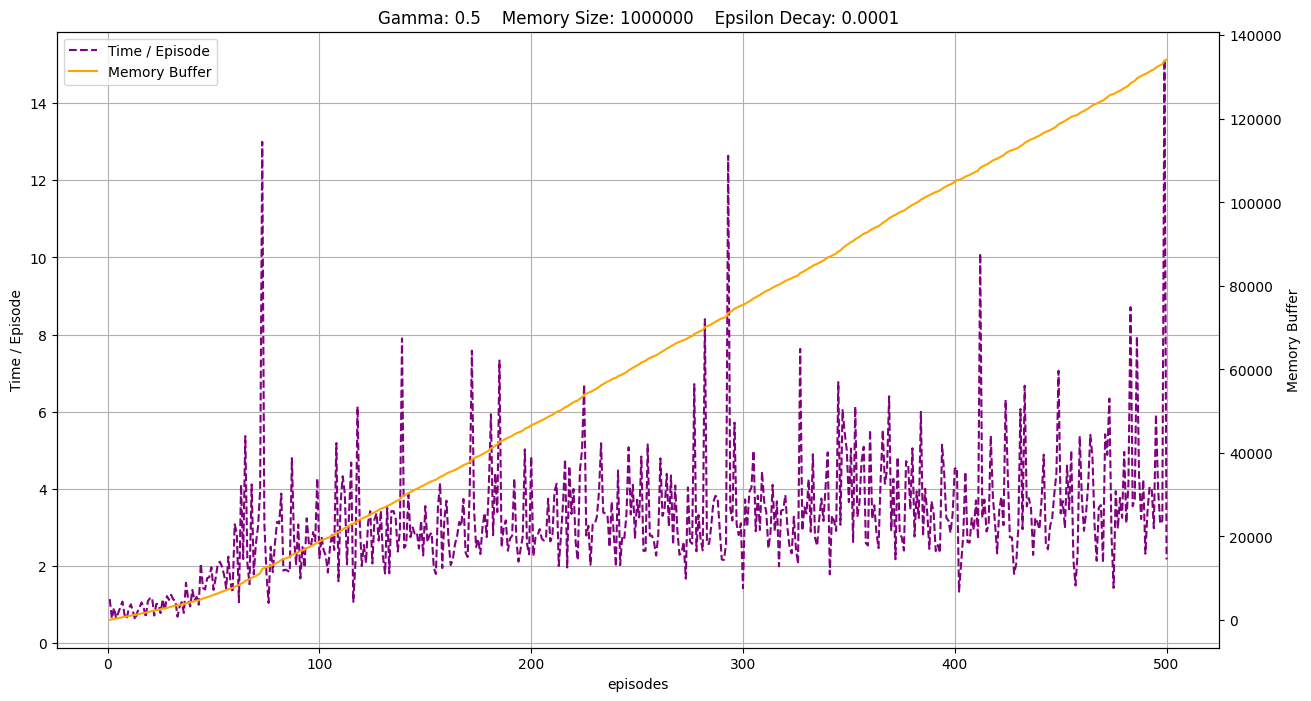 Gamma: 0.5    Memory Size: 1000000    Epsilon Decay: 0.0001
Time / Episode
Memory Buffer
Time / Episode
14
12
10
8
6
4
2
0
140000
120000
100000
80000
60000
40000
20000
0
Memory Buffer
0 100 200 300 400 500
episodes